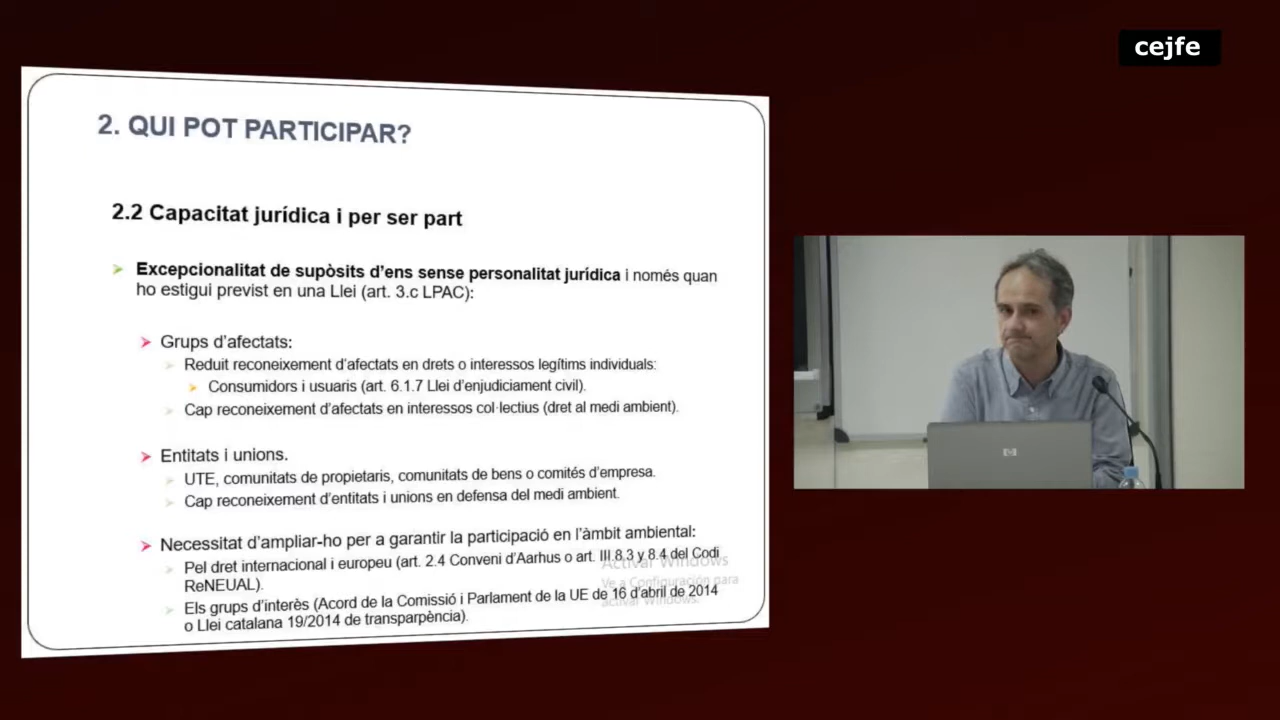 cejfe
2. QUI POT PARTICIPAR?
2.2 Capacitat jurídica i per ser part
Excepcionalitat de supòsits d'ens sense personalitat jurídica i només quan
ho estigui previst en una Llei (art. 3.c LPAC):
Grups d'afectats:
Reduit reconeixement d'afectats en drets o interessos legítims individuals:
Consumidors i usuaris (art. 6.1.7 Llei d'enjudiciament civil).
Cap reconeixement d'afectats en interessos col·lectius (dret al medi ambient).
Entitats i unions.
UTE, comunitats de propietaris, comunitats de bens o comités d'empresa.
Cap reconeixement d'entitats i unions en defensa del medi ambient.
Necessitat d'ampliar-ho per a garantir la participació en l'àmbit ambiental:
Pel dret internacional i europeu (art. 2.4 Conveni d'Aarhus o art. III.8.3 y 8.4 del Codi
ReNEUAL).
Els grups d'interès (Acord de la Comissió i Parlament de la UE de 16 d'abril de 2014
o Llei catalana 19/2014 de transparpència).
Activar Windows
Ve a Configuración para
activar Windows.
hp